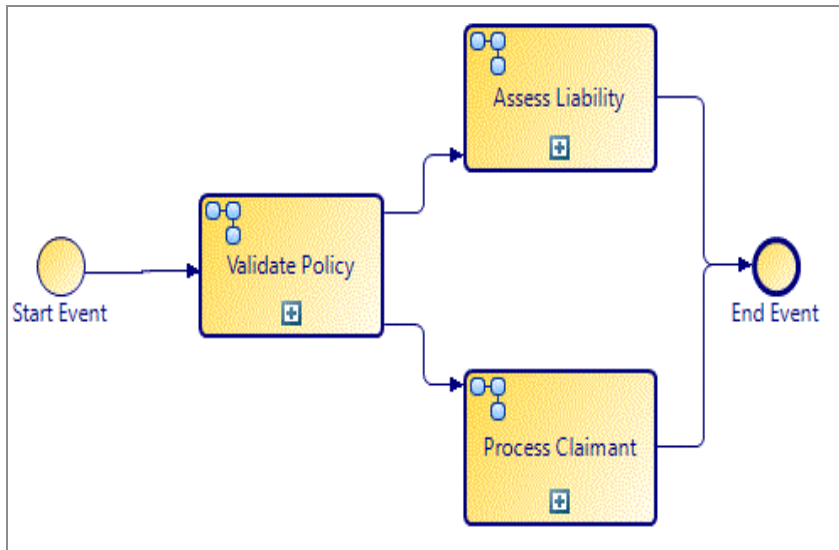 Assess Liability
Validate Policy
Start Event
End Event
Process Claimant